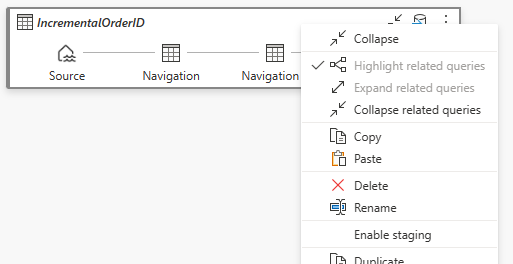 IncrementalOrderID
Source
Navigation
Navigation
Collapse
Highlight related queries
Expand related queries
Collapse related queries
Copy
Paste
Delete
Rename
Enable staging
Duplicate